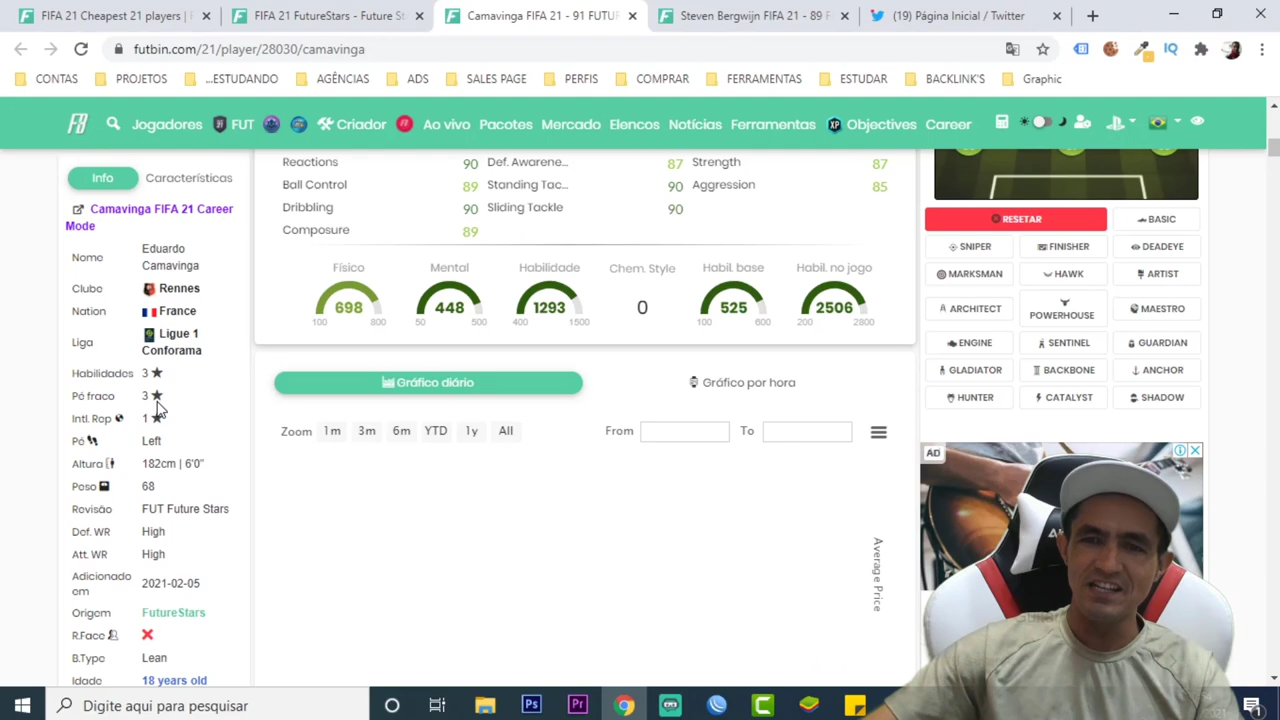 FIFA 21 Cheapest 21 players |
FIFA 21 FutureStars - Future St
Camavinga FIFA 21 - 91 FUTUR
Steven Bergwijn FIFA 21 - 89 F
(19) Página Inicial / Twitter
futbin.com/21/player/28030/camavinga
CONTAS PROJETOS ...ESTUDANDO AGÊNCIAS ADS SALES PAGE PERFIS COMPRAR FERRAMENTAS ESTUDAR BACKLINK'S Graphic
Jogadores FUT Criador Ao vivo Pacotes Mercado Elencos Notícias Ferramentas XP Objectives Career
Info Características
Camavinga FIFA 21 Career
Mode
Nome Eduardo
Camavinga
Clube Rennes
Nation France
Liga Ligue 1
Conforama
Habilidades 3
Pé fraco 3
Intl. Rep 1
Pé Left
Altura 182cm | 6'0"
Peso 68
Revisão FUT Future Stars
Def. WR High
Att. WR High
Adicionado
em 2021-02-05
Origem FutureStars
R.Face
B.Type Lean
Idade 18 years old
Reactions 90 Def. Awarene... 87 Strength 87
Ball Control 89 Standing Tac... 90 Aggression 85
Dribbling 90 Sliding Tackle 90
Composure 89
Físico Mental Habilidade Chem. Style Habil. base Habil. no jogo
698 448 1293 0 525 2506
100 800 50 500 400 1500 100 600 200 2800
Gráfico diário Gráfico por hora
Zoom 1m 3m 6m YTD 1y All From To
Average Price
RESETAR BASIC
SNIPER FINISHER DEADEYE
MARKSMAN HAWK ARTIST
ARCHITECT POWERHOUSE MAESTRO
ENGINE SENTINEL GUARDIAN
GLADIATOR BACKBONE ANCHOR
HUNTER CATALYST SHADOW
AD
Digite aqui para pesquisar
Ps Pr
1